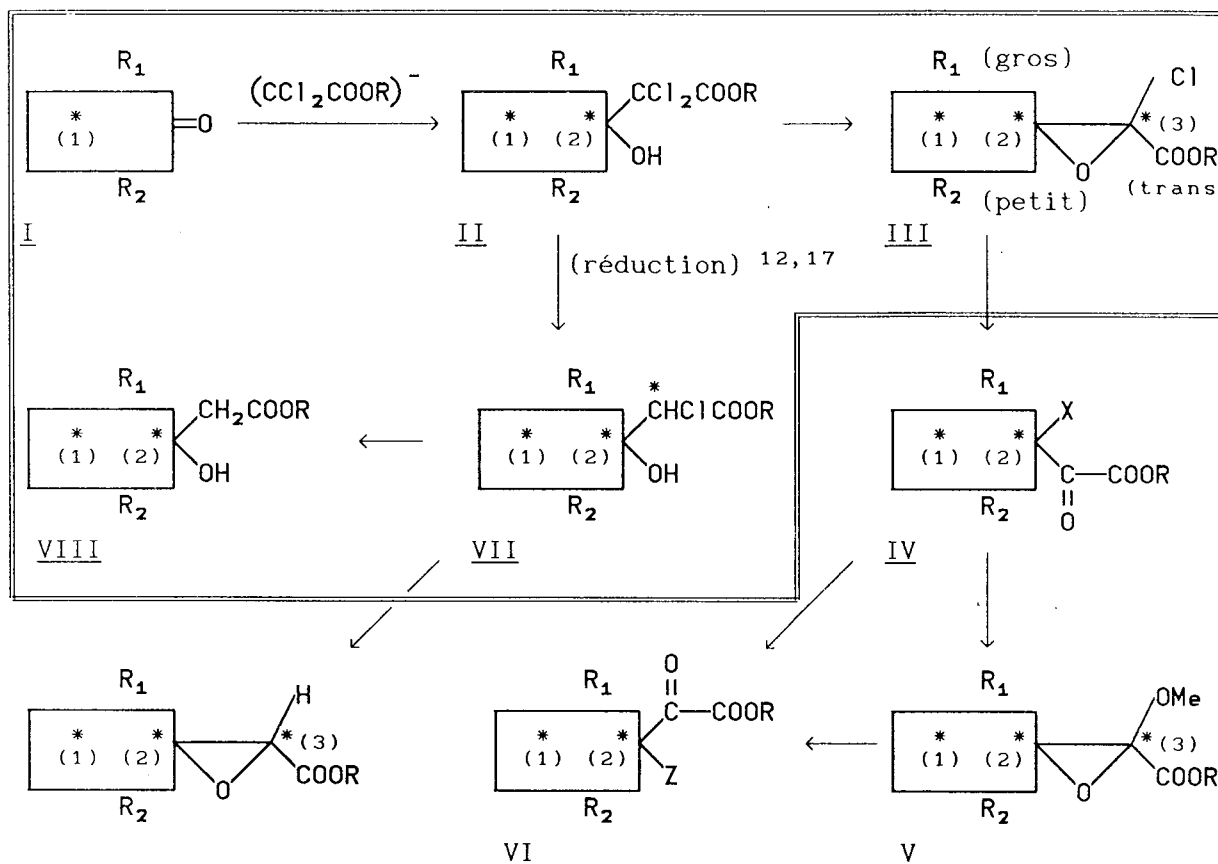 R1 R1 R1 (gros) Cl
* =O (CCl2COOR)⁻ * * CCl2COOR * * * (3)
(1) (1) (2) OH (1) (2) O COOR
R2 R2 R2 (petit) (trans
I II III
(réduction) 12,17
R1 R1 * R1
* * CH2COOR * * CHClCOOR * * X
(1) (2) OH (1) (2) OH (1) (2) C—COOR
R2 R2 R2 O
VIII VII IV
R1 H R1 O R1 OMe
* * * (3) * * C—COOR * * * (3)
(1) (2) O COOR (1) (2) Z (1) (2) O COOR
R2 R2 R2
VI V